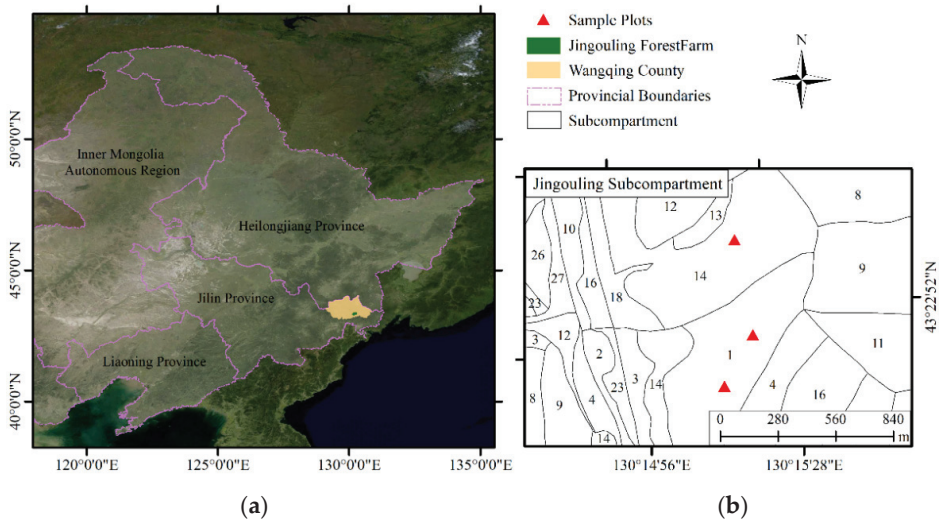 Sample Plots
Jingouling ForestFarm
Wangqing County
Provincial Boundaries
Subcompartment
N
50°0'0"N
45°0'0"N
40°0'0"N
Inner Mongolia
Autonomous Region
Heilongjiang Province
Jilin Province
Liaoning Province
120°0'0"E
125°0'0"E
130°0'0"E
135°0'0"E
(a)
Jingouling Subcompartment
12
13
8
10
26
27
16
14
9
18
23
43°22'52"N
3
12
2
1
11
3
23
14
4
8
9
4
16
14
0
280
560
840
m
130°14'56"E
130°15'28"E
(b)